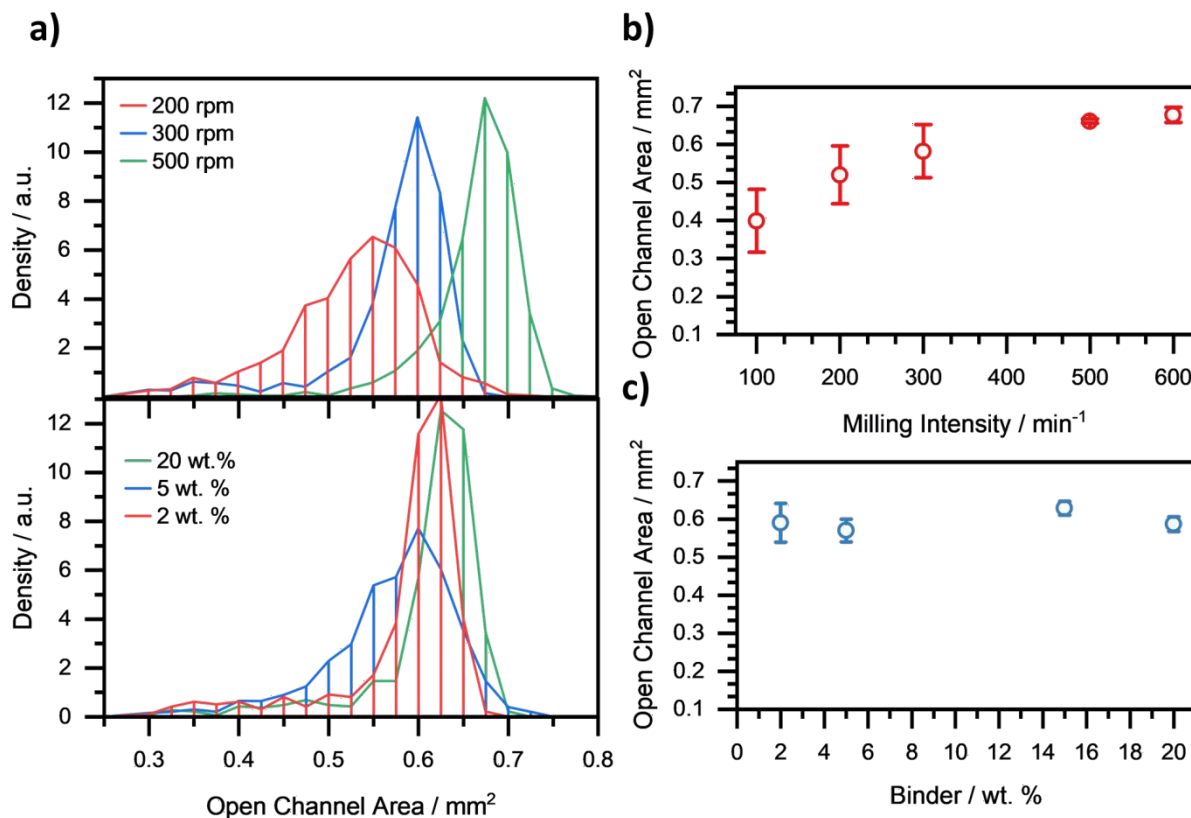 a)
200 rpm
300 rpm
500 rpm
12
10
8
6
4
2
Density / a.u.
20 wt.%
5 wt. %
2 wt. %
12
10
8
6
4
2
0
Density / a.u.
0.3 0.4 0.5 0.6 0.7 0.8
Open Channel Area / mm²
b)
0.7
0.6
0.5
0.4
0.3
0.2
0.1
Open Channel Area / mm²
100 200 300 400 500 600
Milling Intensity / min⁻¹
c)
0.7
0.6
0.5
0.4
0.3
0.2
0.1
Open Channel Area / mm²
0 2 4 6 8 10 12 14 16 18 20
Binder / wt. %